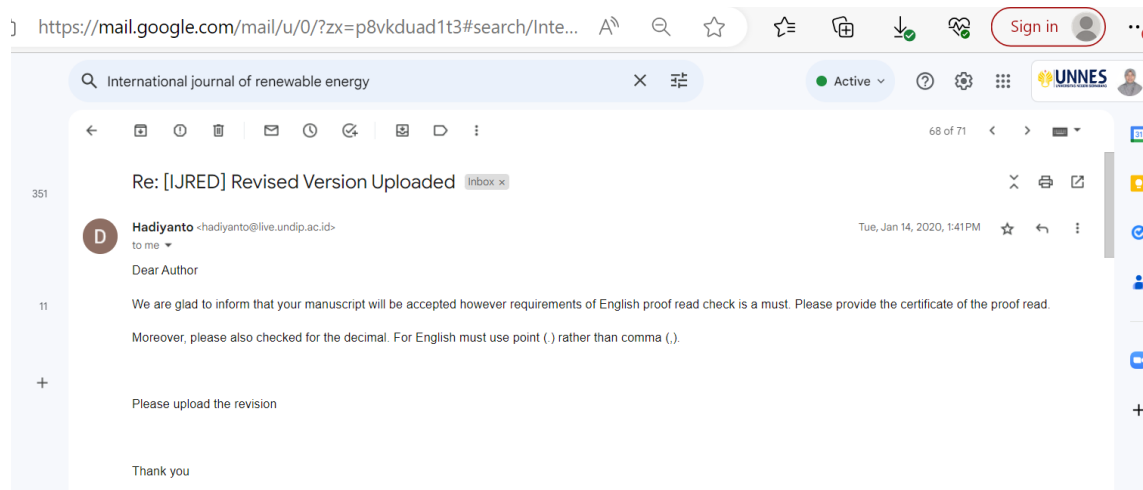 https://mail.google.com/mail/u/0/?zx=p8vkduad1t3#search/Inte...
Sign in
International journal of renewable energy
Active
UNNES
68 of 71
351
Re: [IJRED] Revised Version Uploaded Inbox x
31
D
Hadiyanto <hadiyanto@live.undip.ac.id>
Tue, Jan 14, 2020, 1:41 PM
to me
Dear Author
11
We are glad to inform that your manuscript will be accepted however requirements of English proof read check is a must. Please provide the certificate of the proof read.
Moreover, please also checked for the decimal. For English must use point (.) rather than comma (,).
Please upload the revision
Thank you